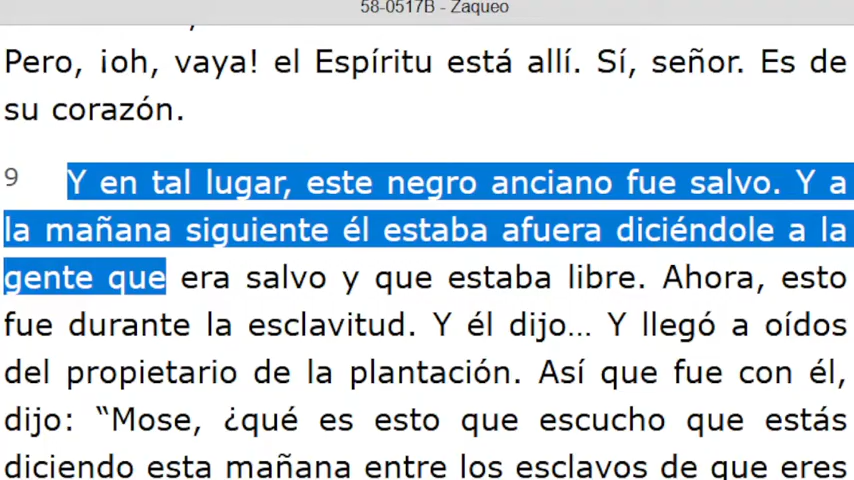 58-0517B - Zaqueo
Pero, ¡oh, vaya! el Espíritu está allí. Sí, señor. Es de
su corazón.
9 Y en tal lugar, este negro anciano fue salvo. Y a
la mañana siguiente él estaba afuera diciéndole a la
gente que era salvo y que estaba libre. Ahora, esto
fue durante la esclavitud. Y él dijo… Y llegó a oídos
del propietario de la plantación. Así que fue con él,
dijo: “Mose, ¿qué es esto que escucho que estás
diciendo esta mañana entre los esclavos de que eres